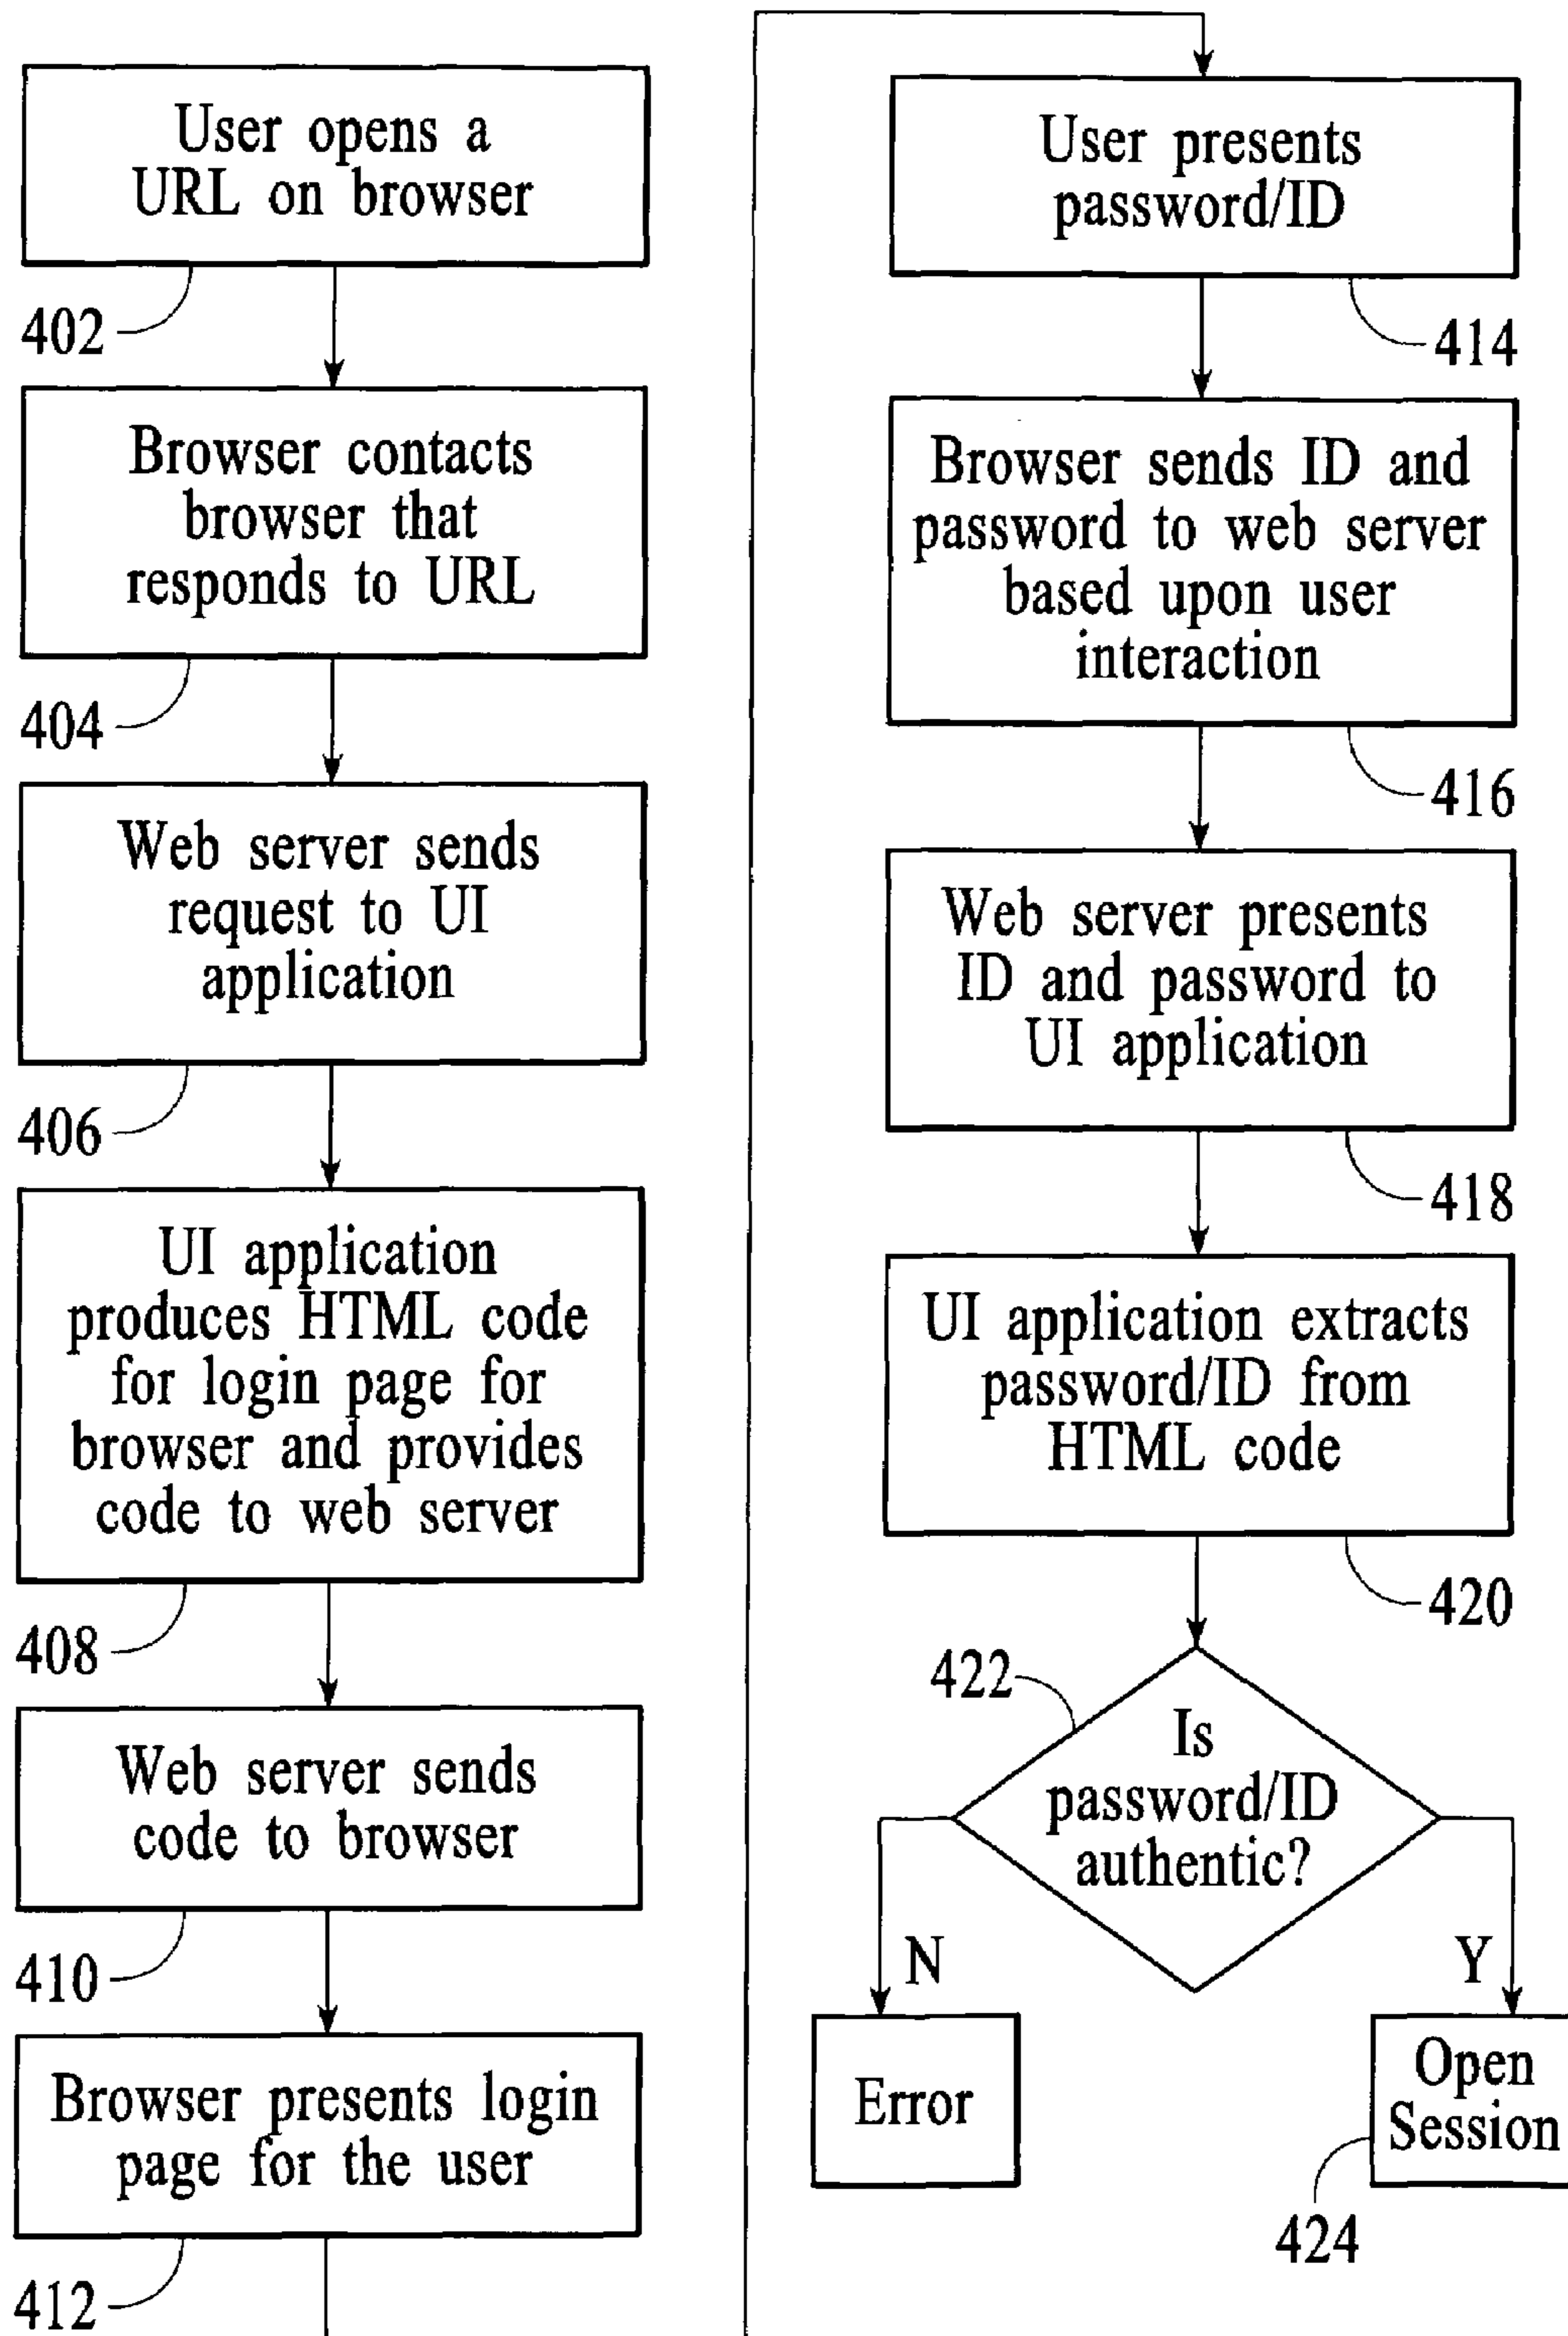 User opens a
URL on browser
402
Browser contacts
browser that
responds to URL
404
Web server sends
request to UI
application
406
UI application
produces HTML code
for login page for
browser and provides
code to web server
408
Web server sends
code to browser
410
Browser presents login
page for the user
412
User presents
password/ID
414
Browser sends ID and
password to web server
based upon user
interaction
416
Web server presents
ID and password to
UI application
418
UI application extracts
password/ID from
HTML code
420
422
Is
password/ID
authentic?
N
Y
Error
Open
Session
424